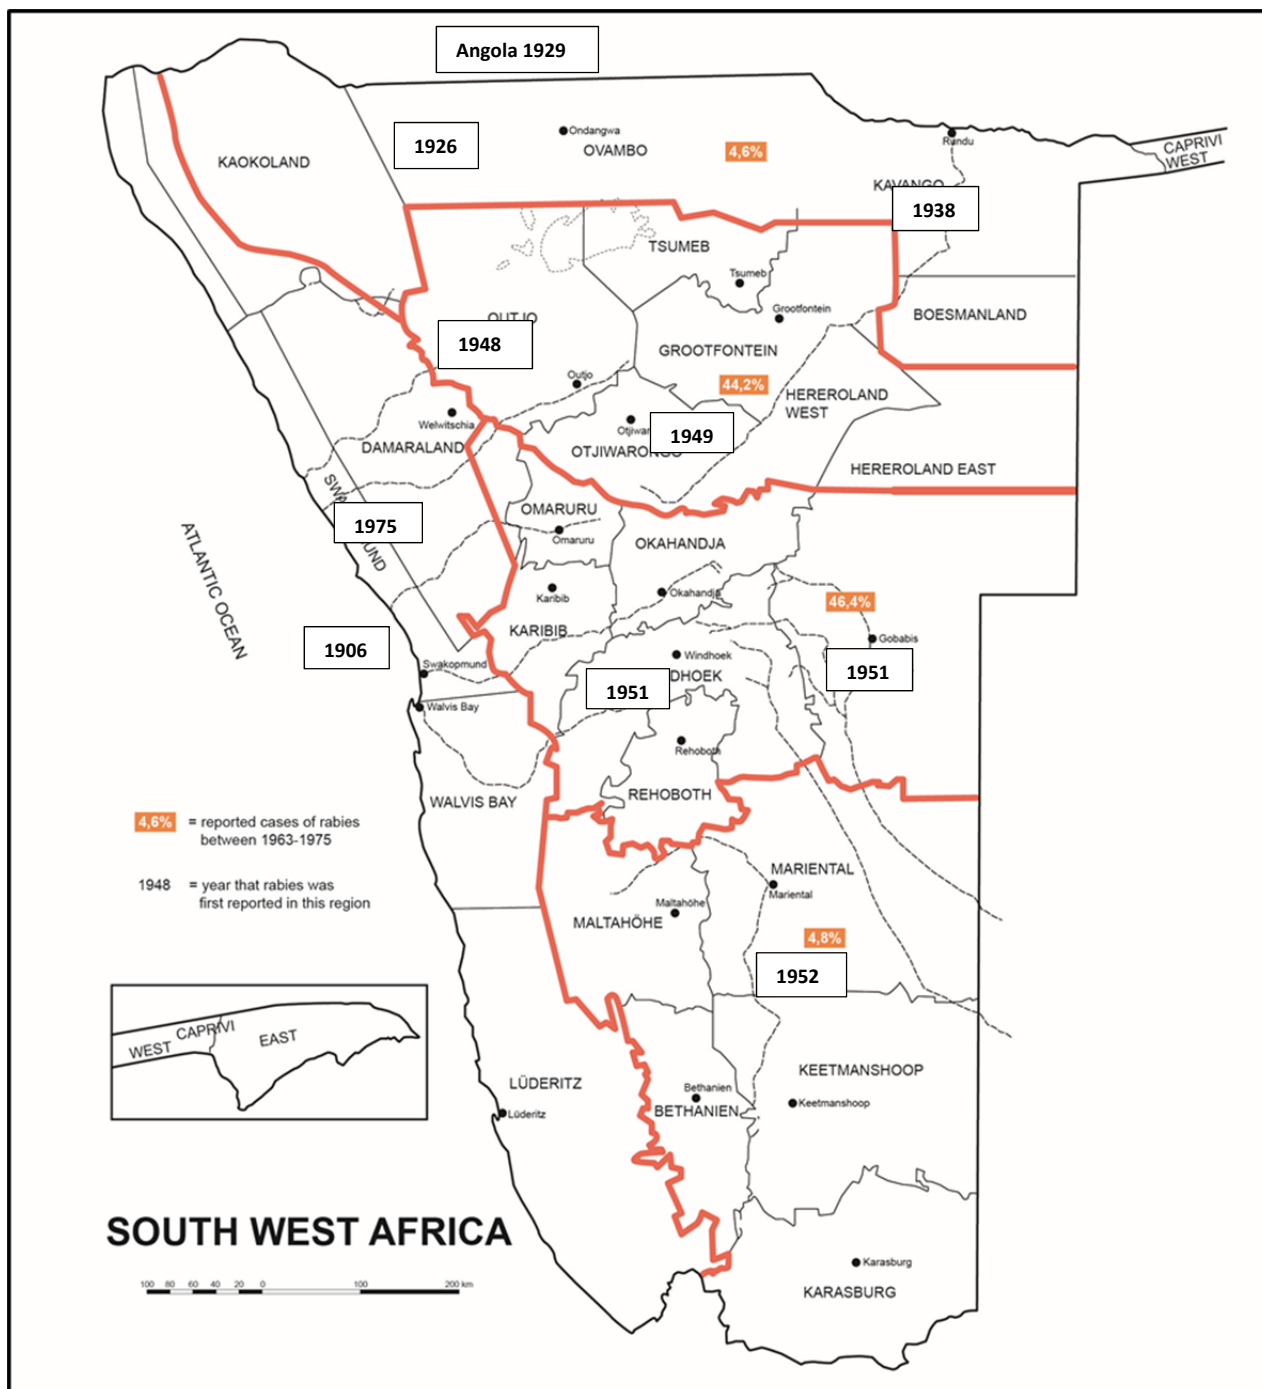 Angola 1929
1926
Ondangwa
OVAMBO
4,6%
Rundu
CAPRIVI
WEST
KAOKOLAND
KAVANGO
1938
TSUMEB
Tsumeb
Grootfontein
BOESMANLAND
OUTJO
1948
GROOTFONTEIN
Outjo
44,2%
HEREROLAND
WEST
Welwitschia
DAMARALAND
Otjiwar
1949
OTJIWARONGO
HEREROLAND EAST
SWA
UND
1975
OMARURU
Omaruru
OKAHANDJA
ATLANTIC OCEAN
Karibib
Okahandja
46,4%
KARIBIB
Gobabis
1906
Swakopmund
Windhoek
DHOEK
1951
1951
Walvis Bay
Rehoboth
REHOBOTH
WALVIS BAY
4,6% = reported cases of rabies
between 1963-1975
1948 = year that rabies was
first reported in this region
MARIENTAL
Mariental
Maltahöhe
MALTAHÖHE
4,8%
1952
CAPRIVI
WEST
EAST
LÜDERITZ
Lüderitz
Bethanien
BETHANIEN
KEETMANSHOOP
Keetmanshoop
SOUTH WEST AFRICA
Karasburg
KARASBURG
100 80 60 40 20 0 100 200 km